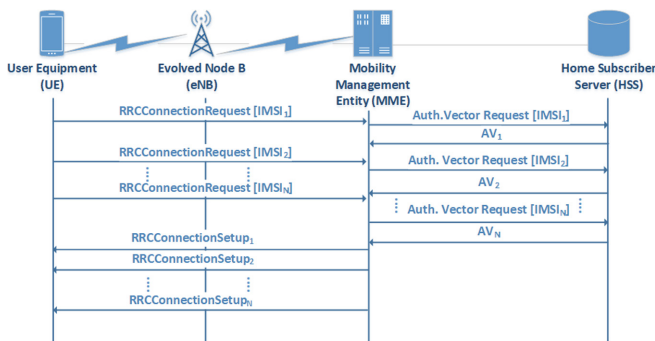 User Equipment
(UE)
Evolved Node B
(eNB)
Mobility
Management
Entity (MME)
Home Subscriber
Server (HSS)
RRCConnectionRequest [IMSI₁]
Auth.Vector Request [IMSI₁]
AV₁
RRCConnectionRequest [IMSI₂]
Auth. Vector Request [IMSI₂]
AV₂
RRCConnectionRequest [IMSIN]
Auth. Vector Request [IMSIN]
AVN
RRCConnectionSetup₁
RRCConnectionSetup₂
RRCConnectionSetupN